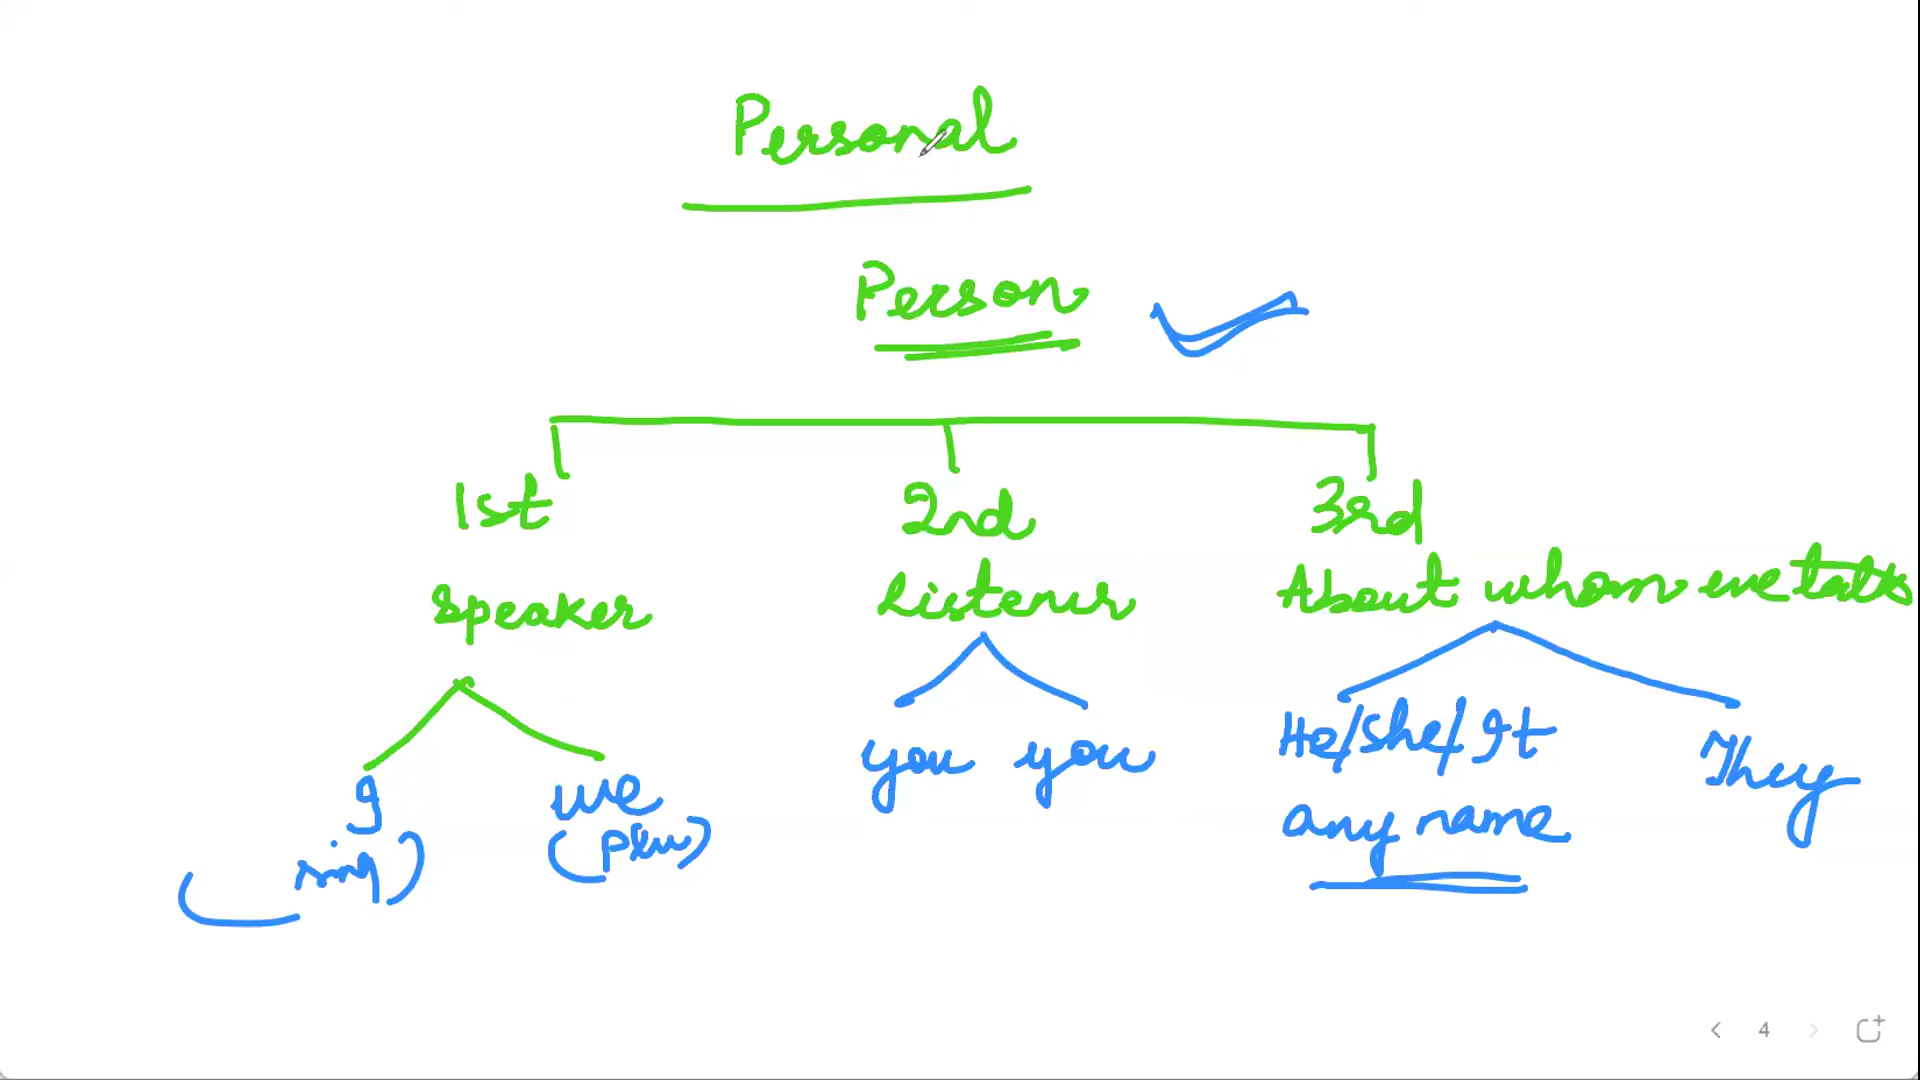 Personal
Person
1st 2nd 3rd
Speaker Listener About whom we talks
I we you you He/She/It They
(sing) (plu) any name
4